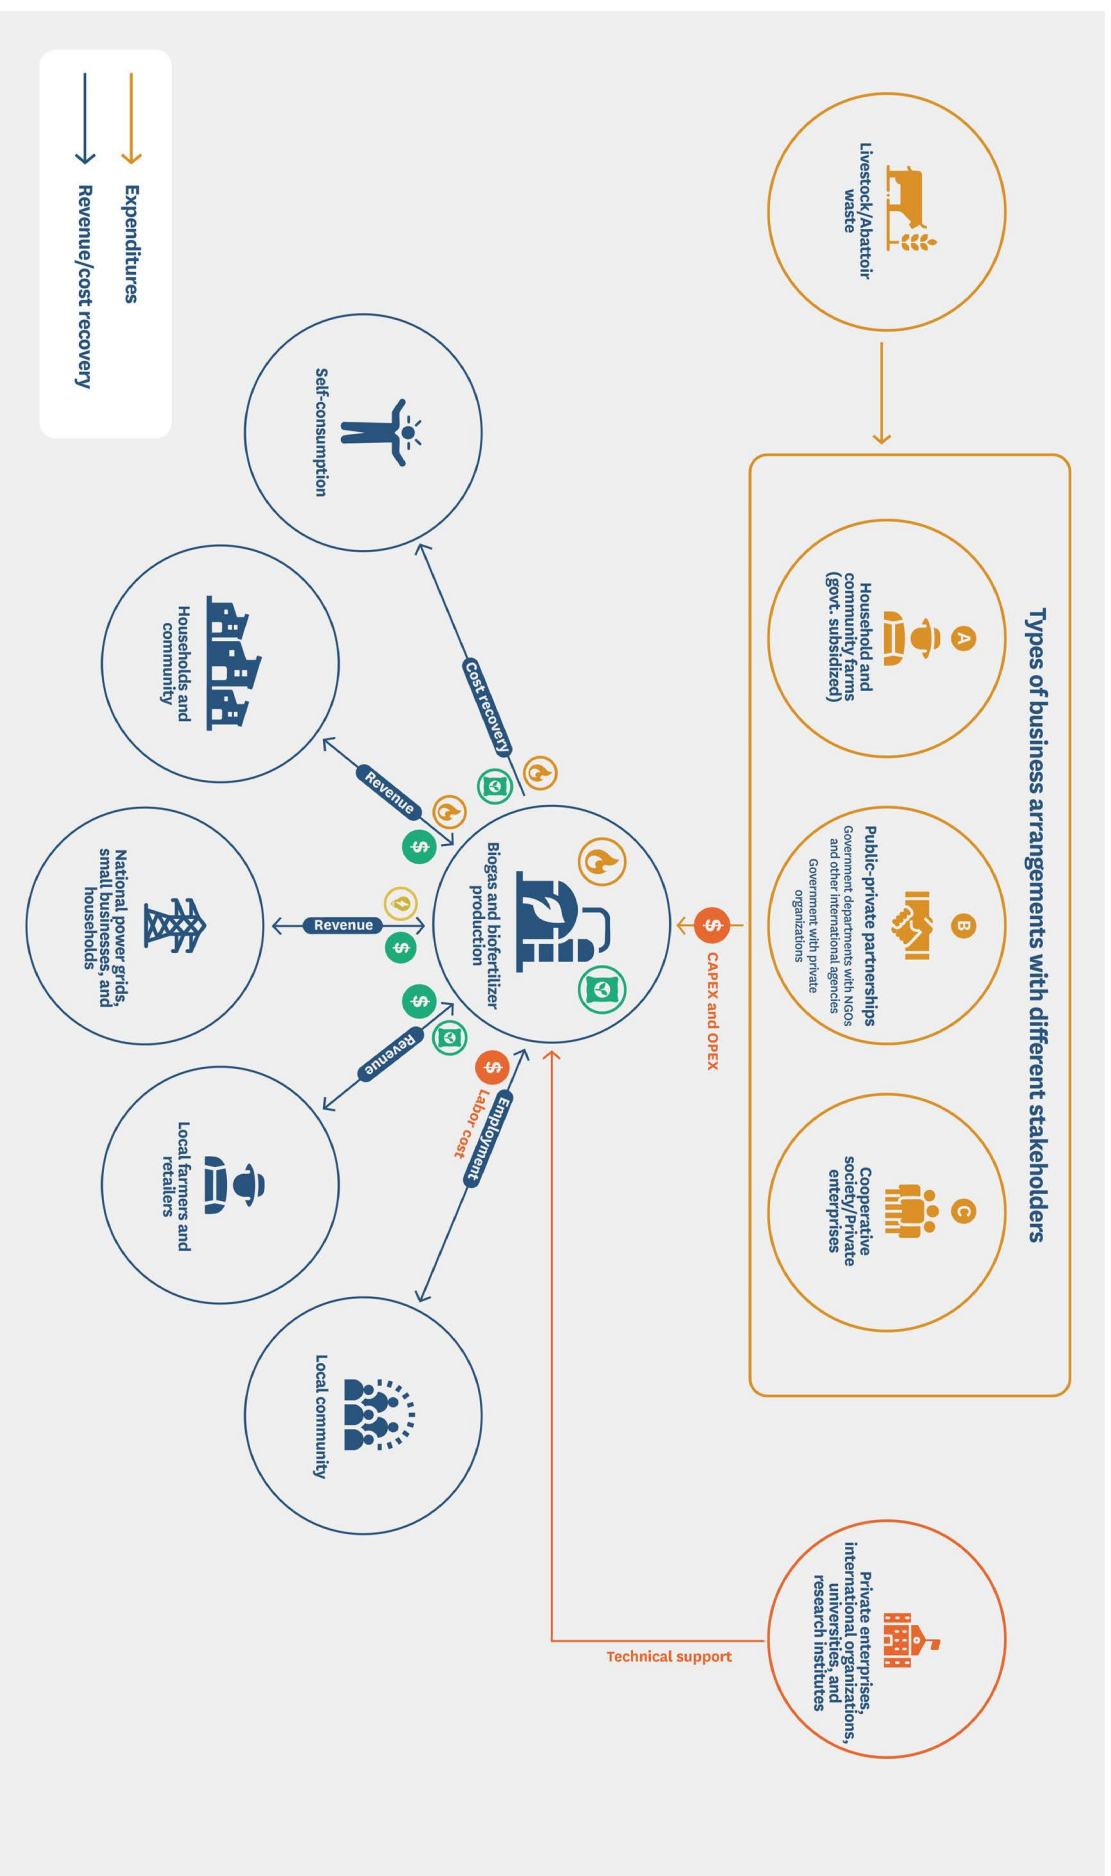 Types of business arrangements with different stakeholders
Livestock/Abattoir
waste
A
Household and
community farms
(govt. subsidized)
B
Public-private partnerships
Government departments with NGOs
and other international agencies
Government with private
organizations
C
Cooperative
society/Private
enterprises
Private enterprises,
international organizations,
universities, and
research institutes
$
CAPEX and OPEX
Technical support
Biogas and biofertilizer
production
Cost recovery
Revenue
$
Revenue
$
Revenue
$
Employment
$
Labor cost
Self-consumption
Households and
community
National power grids,
small businesses, and
households
Local farmers and
retailers
Local community
Expenditures
Revenue/cost recovery